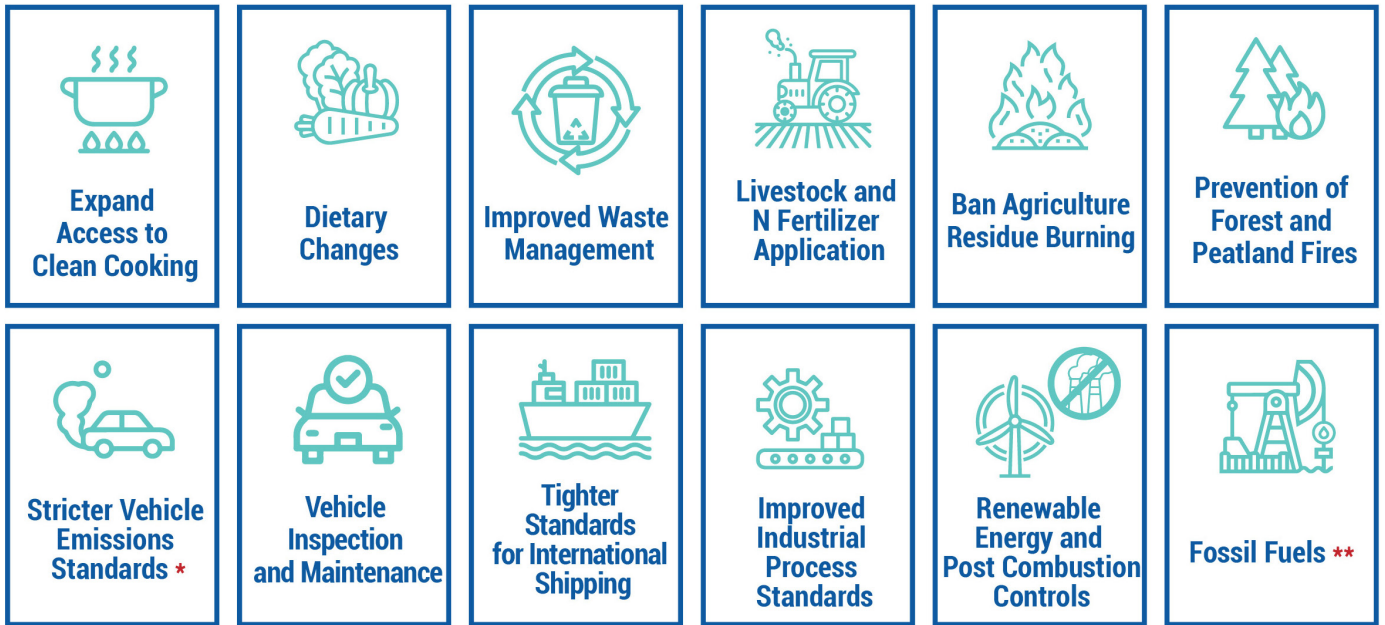 Expand
Access to
Clean Cooking
Dietary
Changes
Improved Waste
Management
Livestock and
N Fertilizer
Application
Ban Agriculture
Residue Burning
Prevention of
Forest and
Peatland Fires
Stricter Vehicle
Emissions
Standards *
Vehicle
Inspection
and Maintenance
Tighter
Standards
for International
Shipping
Improved
Industrial
Process
Standards
Renewable
Energy and
Post Combustion
Controls
Fossil Fuels **